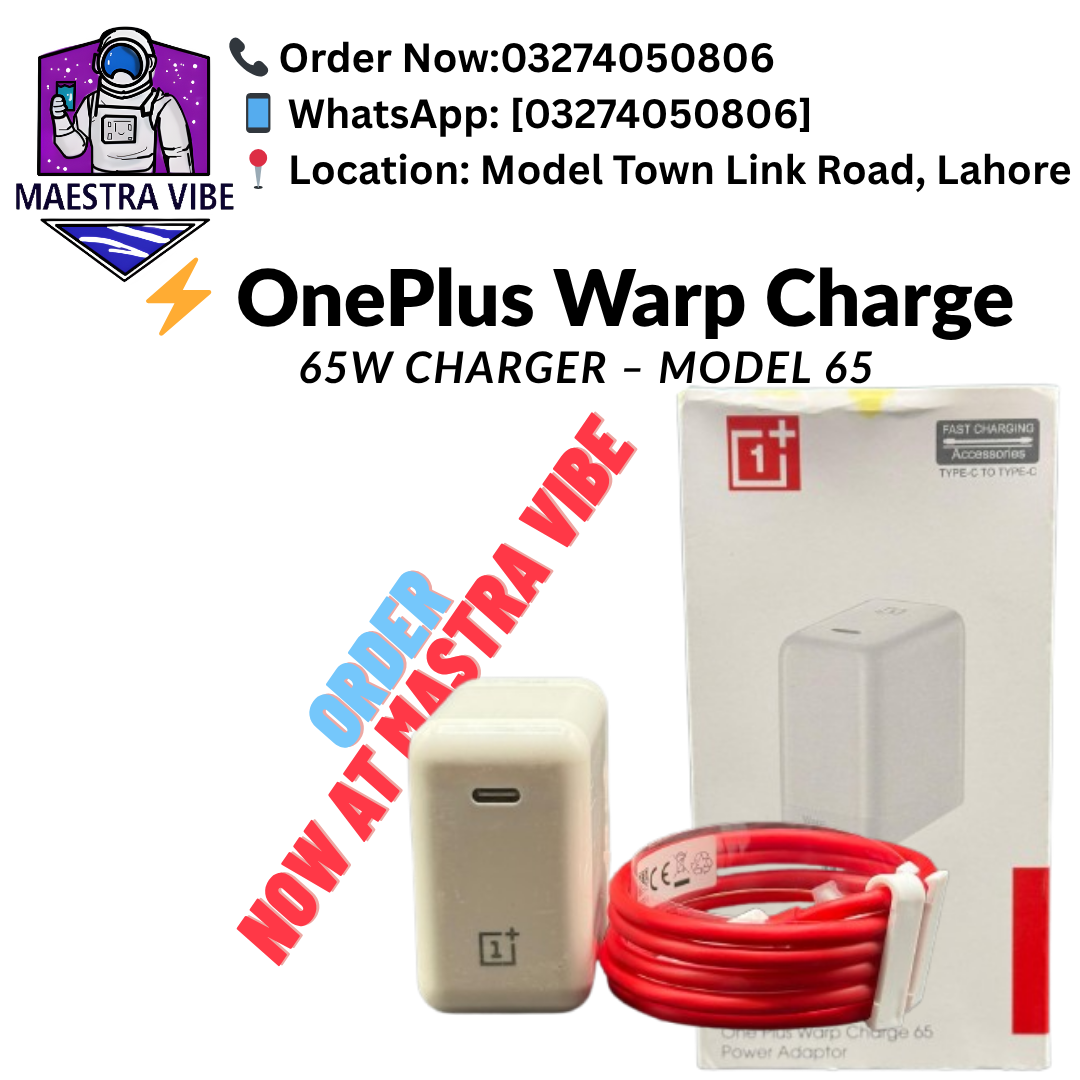 Order Now:03274050806
WhatsApp: [03274050806]
Location: Model Town Link Road, Lahore
MAESTRA VIBE
OnePlus Warp Charge
65W CHARGER – MODEL 65
ORDER
NOW AT MASTRA VIBE
1+
FAST CHARGING
Accessories
TYPE-C TO TYPE-C
1+
1+
CE
One Plus Warp Charge 65
Power Adaptor